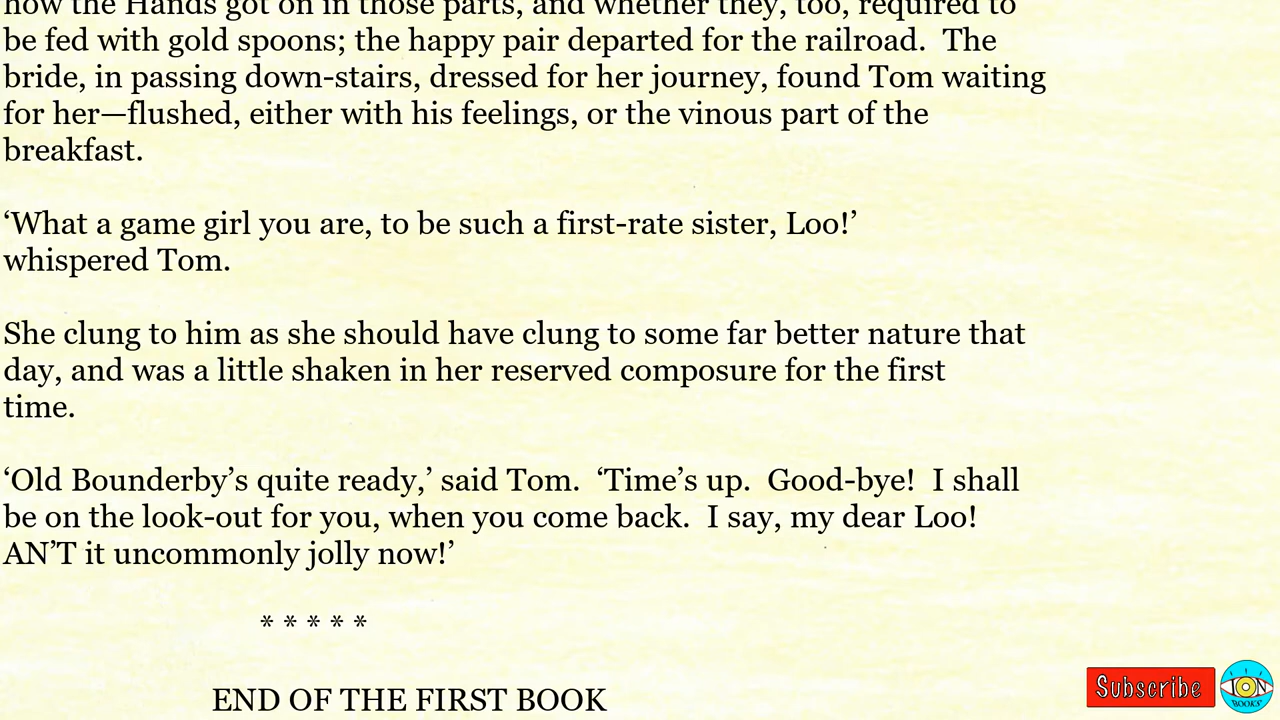 how the Hands got on in those parts, and whether they, too, required to
be fed with gold spoons; the happy pair departed for the railroad.  The
bride, in passing down-stairs, dressed for her journey, found Tom waiting
for her—flushed, either with his feelings, or the vinous part of the
breakfast.
‘What a game girl you are, to be such a first-rate sister, Loo!’
whispered Tom.
She clung to him as she should have clung to some far better nature that
day, and was a little shaken in her reserved composure for the first
time.
‘Old Bounderby’s quite ready,’ said Tom.  ‘Time’s up.  Good-bye!  I shall
be on the look-out for you, when you come back.  I say, my dear Loo!
AN’T it uncommonly jolly now!’
* * * * *
END OF THE FIRST BOOK
Subscribe
ION
BOOKS